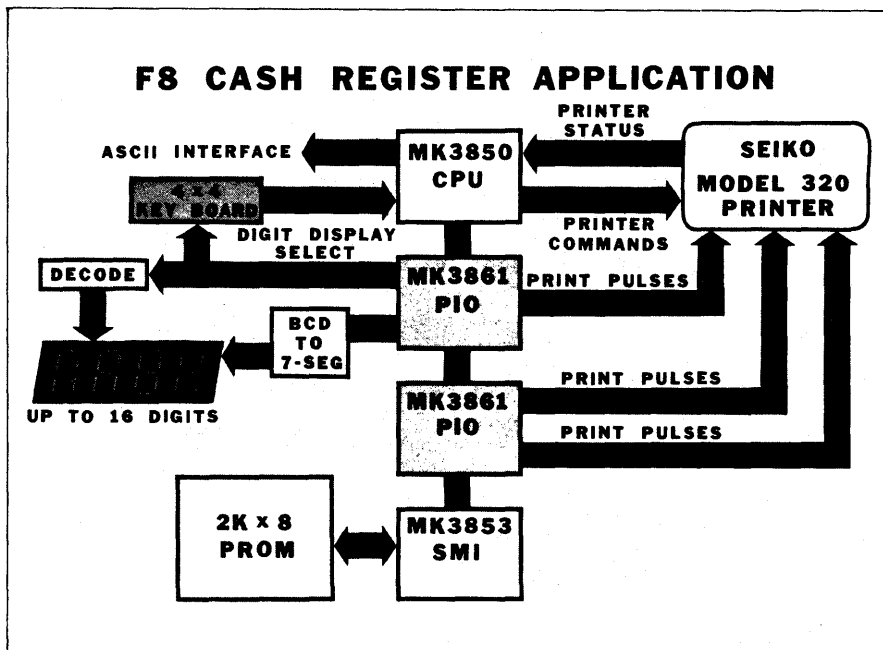 F8 CASH REGISTER APPLICATION
PRINTER
STATUS
ASCII INTERFACE
MK3850
CPU
SEIKO
MODEL 320
PRINTER
4 x 4
KEY BOARD
PRINTER
COMMANDS
DIGIT DISPLAY
SELECT
DECODE
MK3861
PIO
PRINT PULSES
BCD
TO
7-SEG
UP TO 16 DIGITS
MK3861
PIO
PRINT PULSES
PRINT PULSES
2K x 8
PROM
MK3853
SMI